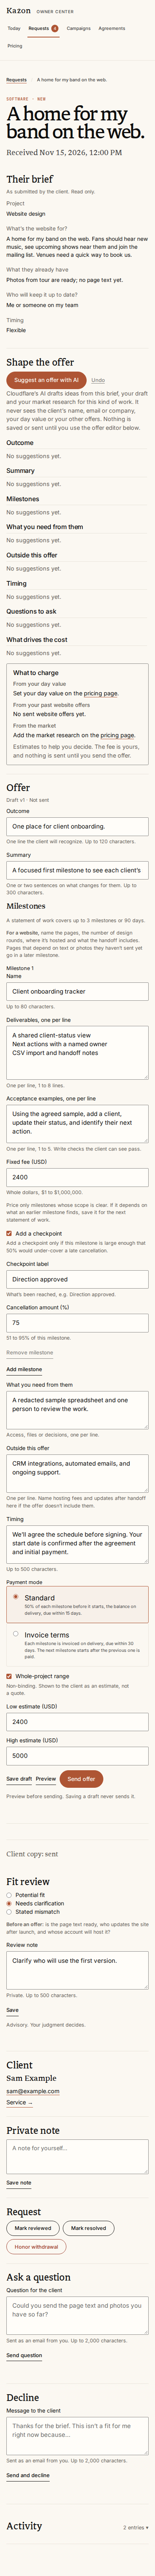 Kazon OWNER CENTER
Today Requests 4 Campaigns Agreements
Pricing
Requests A home for my band on the web.
SOFTWARE · WEB
A home for my
band on the web.
Received Nov 15, 2026, 12:00 PM
Their brief
As submitted by the client. Read only.
Project
Website design
What's the website for?
A home for my band on the web. Fans should hear new
music, see upcoming shows near them and join the
mailing list. Venues need a quick way to book us.
What they already have
Photos from tour are ready; no page text yet.
Who will keep it up to date?
Me or someone on my team
Timing
Flexible
Shape the offer
Suggest an offer with AI Undo
Cloudflare's AI drafts ideas from this brief, your draft
and your market research for this kind of work. It
never sees the client's name, email or company,
or your day value or your other offers. Nothing is
saved or sent until you use the offer editor below.
Outcome
No suggestions yet.
Summary
No suggestions yet.
Milestones
No suggestions yet.
Timing
No suggestions yet.
What you need from them
No suggestions yet.
Outside this offer
No suggestions yet.
Questions to ask
No suggestions yet.
What drives the cost
No suggestions yet.
What to charge
From your day value
Set your day value on the pricing page.
From your past website offers
No sent website offers yet.
From the market
Add the market research on the pricing page.
Estimates to help you decide. The fee is yours,
and nothing is sent until you send the offer.
Offer
Draft v1 · Not sent
Outcome
One place for client onboarding.
One line the client will recognize. Up to 120 characters.
Summary
A focused first milestone to see each client's
One or two sentences on what changes for them. Up to
300 characters.
Milestones
A statement of work covers up to 3 milestones or 90 days.
For a website, name the pages, the number of design
rounds, where it's hosted and what the handoff includes.
Pages that depend on text or photos they haven't sent yet
go in a later milestone.
Milestone 1
Name
Client onboarding tracker
Up to 80 characters.
Deliverables, one per line
A shared client-status view
Next actions with a named owner
CSV import and handoff notes
One per line, 1 to 8 lines.
Acceptance examples, one per line
Using the agreed sample, add a client,
update their status, and identify their next
action.
One per line, 1 to 5. Write checks the client can see pass.
Fixed fee (USD)
2400
Whole dollars, $1 to $1,000,000.
Price only milestones whose scope is clear. If it depends on
what an earlier milestone finds, save it for the next
statement of work.
Add a checkpoint
Add a checkpoint only if this milestone is large enough that
50% would under-cover a late cancellation.
Checkpoint label
Direction approved
What's been reached, e.g. Direction approved.
Cancellation amount (%)
75
51 to 95% of this milestone.
Remove milestone
Add milestone
What you need from them
A redacted sample spreadsheet and one
person to review the work.
Access, files or decisions, one per line.
Outside this offer
CRM integrations, automated emails, and
ongoing support.
One per line. Name hosting fees and updates after handoff
here if the offer doesn't include them.
Timing
We'll agree the schedule before signing. Your
start date is confirmed after the agreement
and initial payment.
Up to 500 characters.
Payment mode
Standard
50% of each milestone before it starts, the balance on
delivery, due within 15 days.
Invoice terms
Each milestone is invoiced on delivery, due within 30
days. The next milestone starts after the previous one is
paid.
Whole-project range
Non-binding. Shown to the client as an estimate, not
a quote.
Low estimate (USD)
2400
High estimate (USD)
5000
Save draft Preview Send offer
Preview before sending. Saving a draft never sends it.
Client copy: sent
Fit review
Potential fit
Needs clarification
Stated mismatch
Before an offer: is the page text ready, who updates the site
after launch, and whose account will host it?
Review note
Clarify who will use the first version.
Private. Up to 500 characters.
Save
Advisory. Your judgment decides.
Client
Sam Example
sam@example.com
Service →
Private note
A note for yourself...
Save note
Request
Mark reviewed Mark resolved
Honor withdrawal
Ask a question
Question for the client
Could you send the page text and photos you
have so far?
Sent as an email from you. Up to 2,000 characters.
Send question
Decline
Message to the client
Thanks for the brief. This isn't a fit for me
right now because...
Sent as an email from you. Up to 2,000 characters.
Send and decline
Activity 2 entries